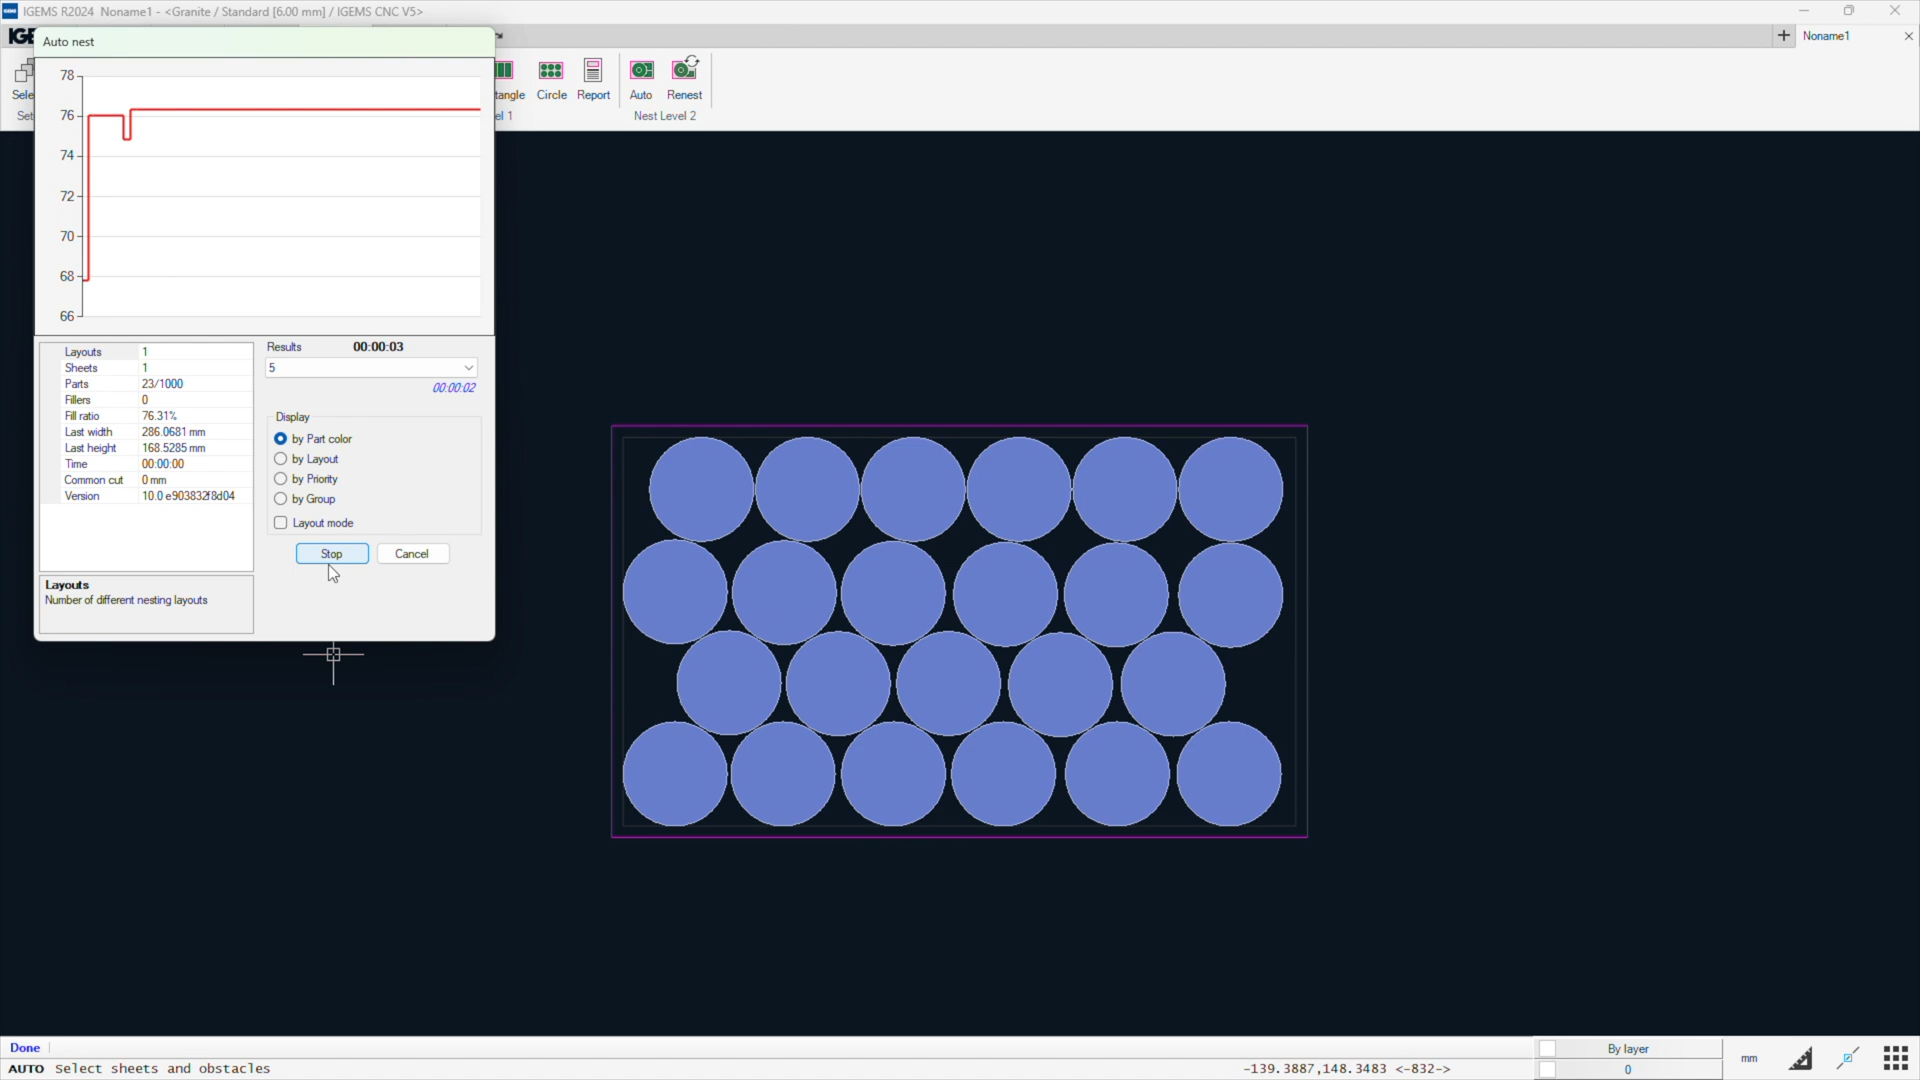 IGEMS R2024 Noname1 - <Granite / Standard [6.00 mm] / IGEMS CNC V5>
Auto nest
Noname1
Circle
Report
Auto
Renest
Nest Level 2
78
76
74
72
70
68
66
Layouts 1
Sheets 1
Parts 23/1000
Fillers 0
Fill ratio 76.31%
Last width 286.0681 mm
Last height 168.5285 mm
Time 00:00:00
Common cut 0 mm
Version 10.0 e903832f8d04
Layouts
Number of different nesting layouts
Results 00:00:03
5
00:00:02
Display
by Part color
by Layout
by Priority
by Group
Layout mode
Stop
Cancel
Done
AUTO Select sheets and obstacles
-139.3887,148.3483 <-832->
By layer
0
mm